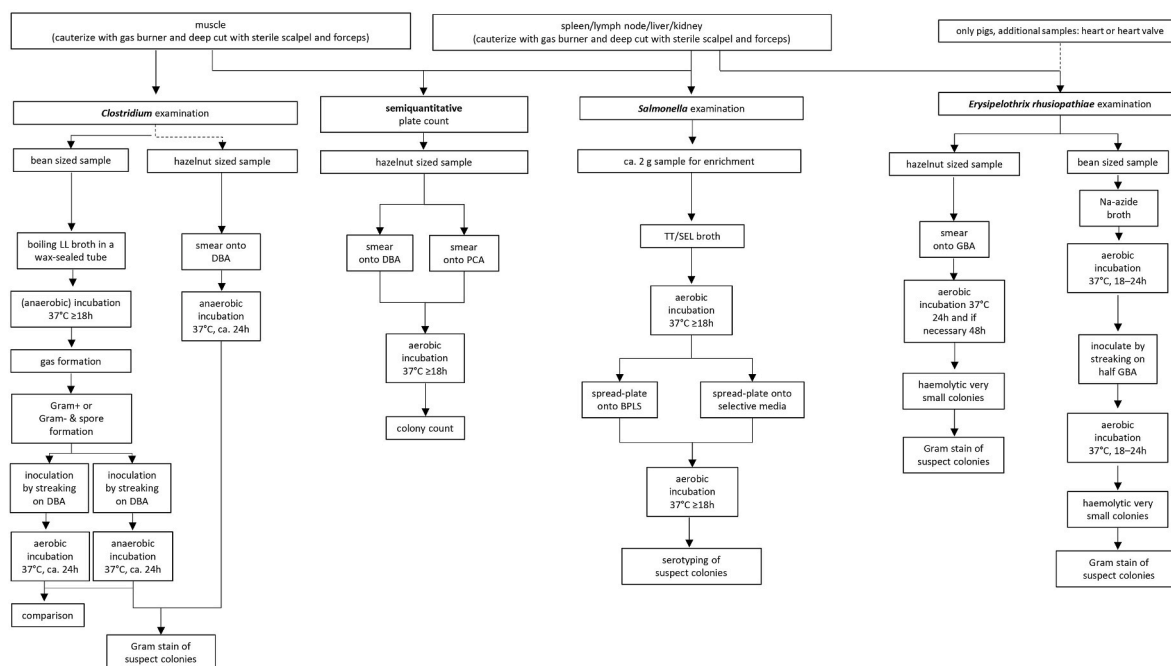 muscle
(cauterize with gas burner and deep cut with sterile scalpel and forceps)
spleen/lymph node/liver/kidney
(cauterize with gas burner and deep cut with sterile scalpel and forceps)
only pigs, additional samples: heart or heart valve
Clostridium examination
bean sized sample
hazelnut sized sample
boiling LL broth in a
wax-sealed tube
smear onto
DBA
(anaerobic) incubation
37°C ≥18h
anaerobic
incubation
37°C, ca. 24h
gas formation
Gram+ or
Gram- & spore
formation
inoculation
by streaking
on DBA
inoculation
by streaking
on DBA
aerobic
incubation
37°C, ca. 24h
anaerobic
incubation
37°C, ca. 24h
comparison
Gram stain of
suspect colonies
semiquantitative
plate count
hazelnut sized sample
smear
onto DBA
smear
onto PCA
aerobic
incubation
37°C ≥18h
colony count
Salmonella examination
ca. 2 g sample for enrichment
TT/SEL broth
aerobic
incubation
37°C ≥18h
spread-plate
onto BPLS
spread-plate onto
selective media
aerobic
incubation
37°C ≥18h
serotyping of
suspect colonies
Erysipelothrix rhusiopathiae examination
hazelnut sized sample
smear
onto GBA
aerobic
incubation 37°C
24h and if
necessary 48h
haemolytic very
small colonies
Gram stain of
suspect colonies
bean sized sample
Na-azide
broth
aerobic
incubation
37°C, 18–24h
inoculate by
streaking on
half GBA
aerobic
incubation
37°C, 18–24h
haemolytic very
small colonies
Gram stain of
suspect colonies